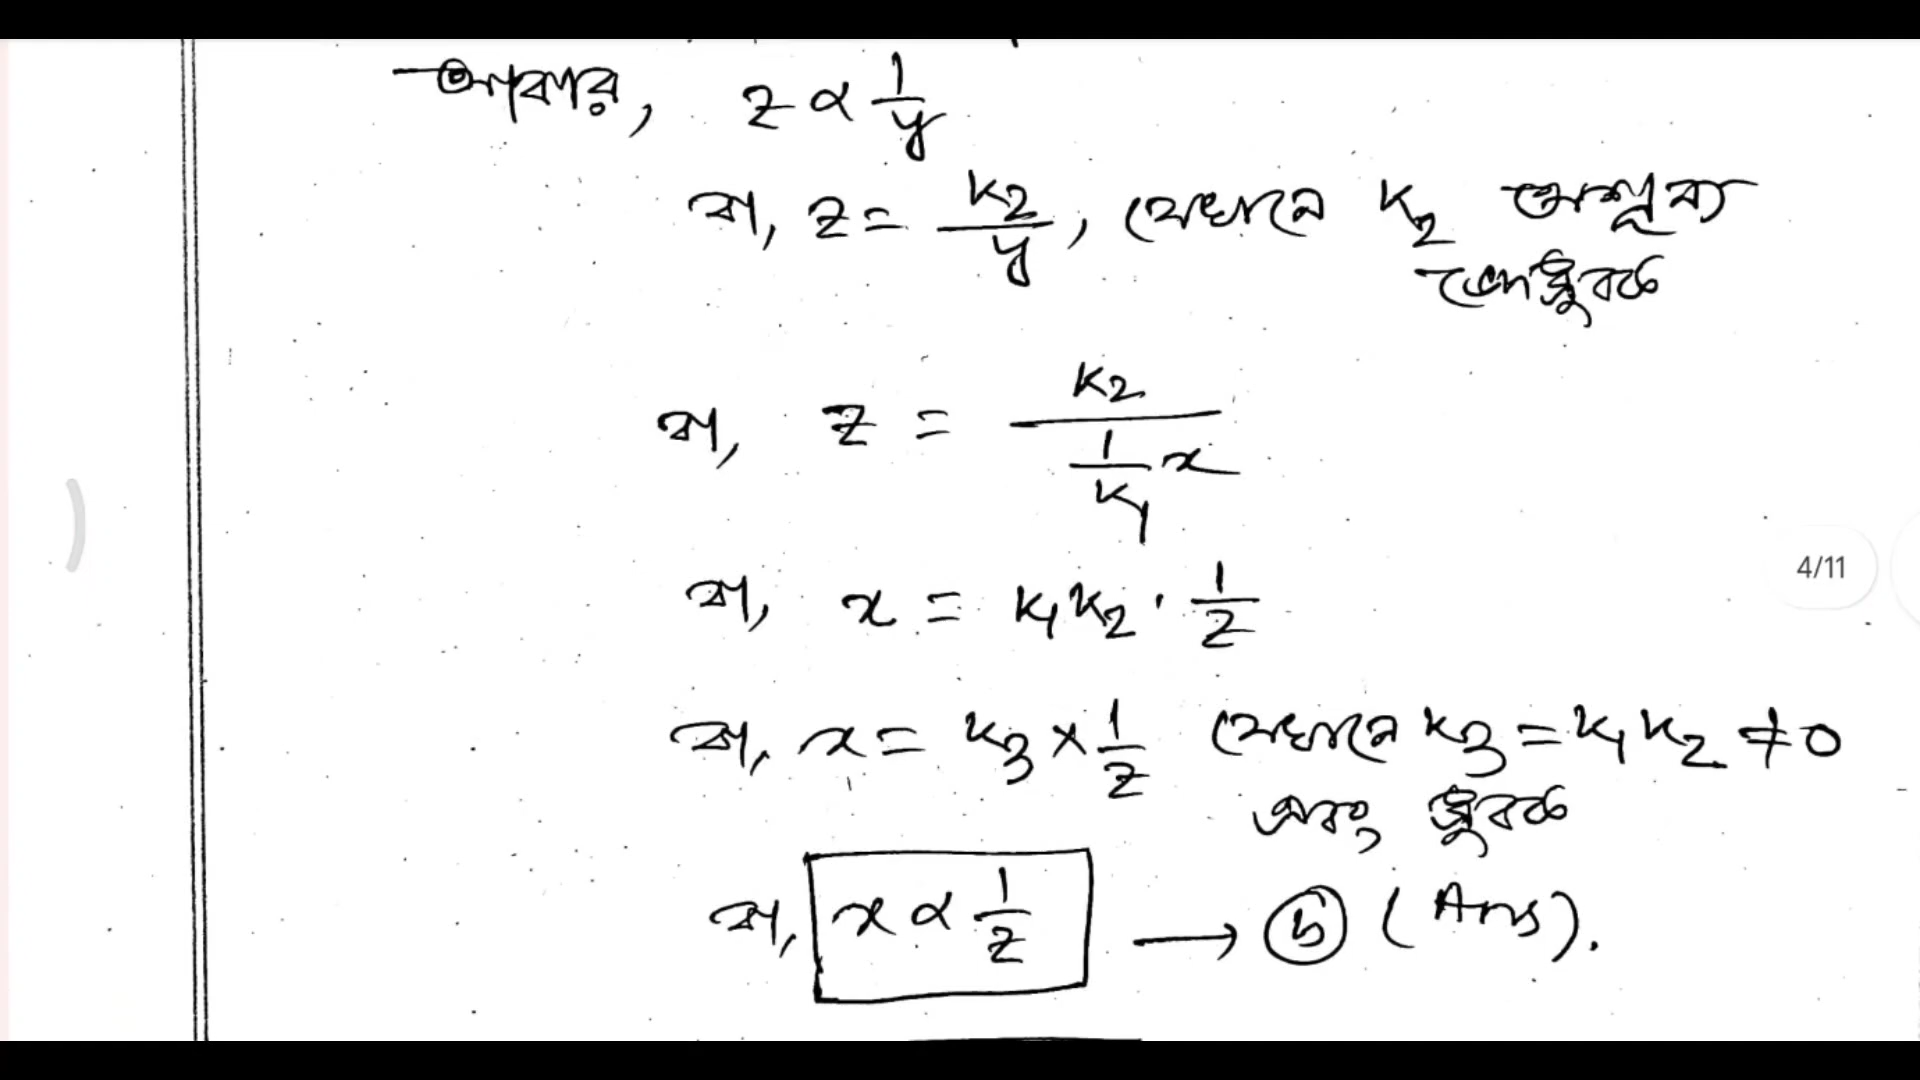 আবার, z ∝ 1/y
বা, z = k₂/y, যেখানে k₂ অশূন্য
ভেদধ্রুবক
বা, z = k₂/((1/k₁)x)
বা, x = k₁k₂ · 1/z
বা, x = k₃ × 1/z যেখানে k₃ = k₁k₂ ≠ 0
এবং ধ্রুবক
বা, x ∝ 1/z → ⓑ (Ans).
4/11